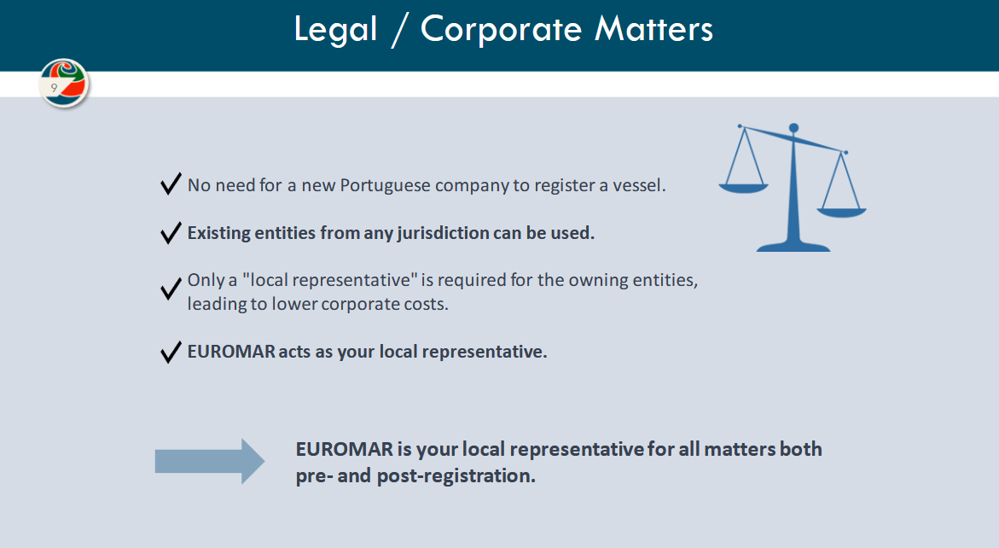 Legal / Corporate Matters
9
No need for a new Portuguese company to register a vessel.
Existing entities from any jurisdiction can be used.
Only a "local representative" is required for the owning entities,
leading to lower corporate costs.
EUROMAR acts as your local representative.
EUROMAR is your local representative for all matters both
pre- and post-registration.